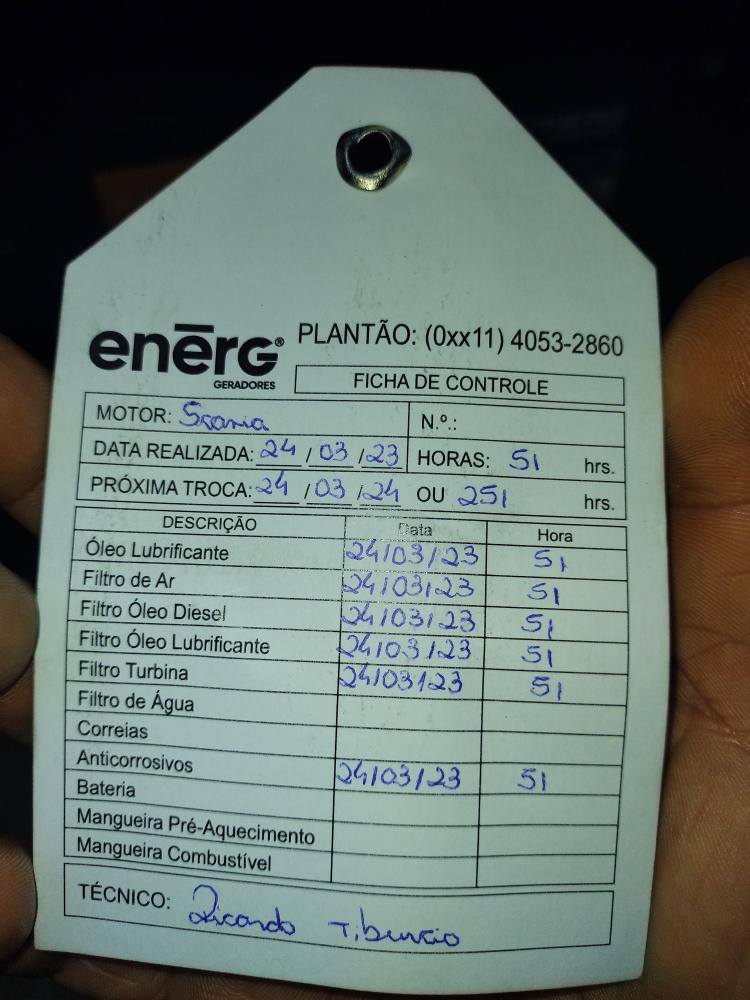 enērG® PLANTÃO: (0xx11) 4053-2860
GERADORES
FICHA DE CONTROLE
MOTOR: Scania N.º.:
DATA REALIZADA: 24 / 03 / 23 HORAS: 51 hrs.
PRÓXIMA TROCA: 24 / 03 / 24 OU 251 hrs.
DESCRIÇÃO Data Hora
Óleo Lubrificante 24/03/23 51
Filtro de Ar 24/03/23 51
Filtro Óleo Diesel 24/03/23 51
Filtro Óleo Lubrificante 24/03/23 51
Filtro Turbina 24/03/23 51
Filtro de Água
Correias
Anticorrosivos 24/03/23 51
Bateria
Mangueira Pré-Aquecimento
Mangueira Combustível
TÉCNICO: Ricardo Tiburcio